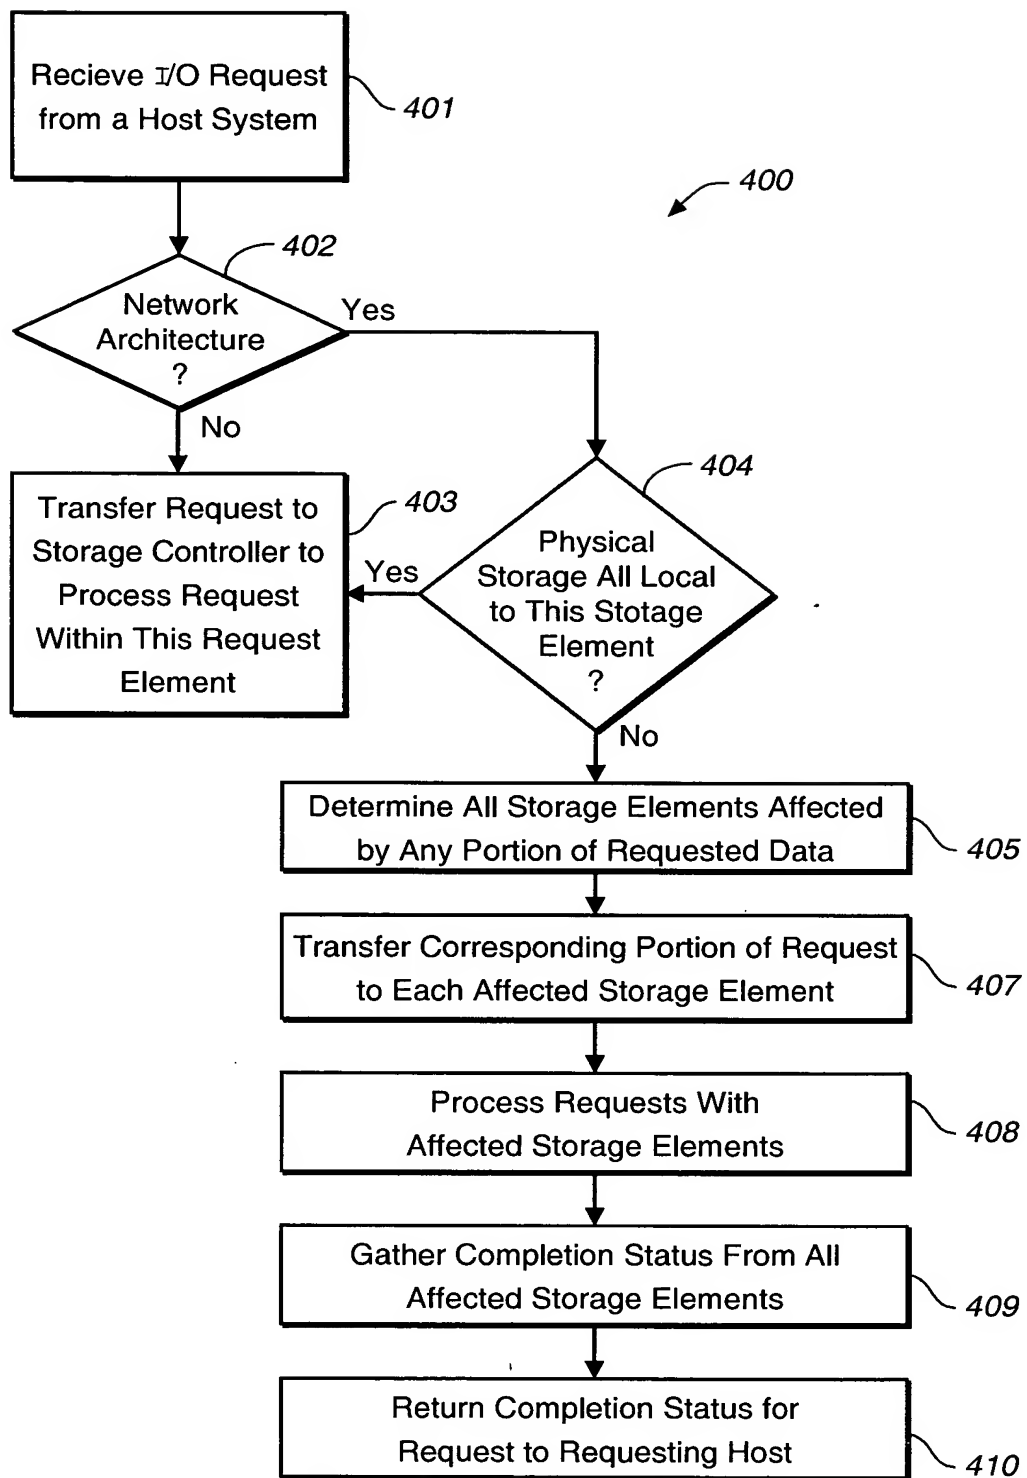 Recieve I/O Request
from a Host System
401
400
402
Network
Architecture
?
Yes
No
404
Transfer Request to
Storage Controller to
Process Request
Within This Request
Element
403
Yes
Physical
Storage All Local
to This Stotage
Element
?
No
Determine All Storage Elements Affected
by Any Portion of Requested Data
405
Transfer Corresponding Portion of Request
to Each Affected Storage Element
407
Process Requests With
Affected Storage Elements
408
Gather Completion Status From All
Affected Storage Elements
409
Return Completion Status for
Request to Requesting Host
410